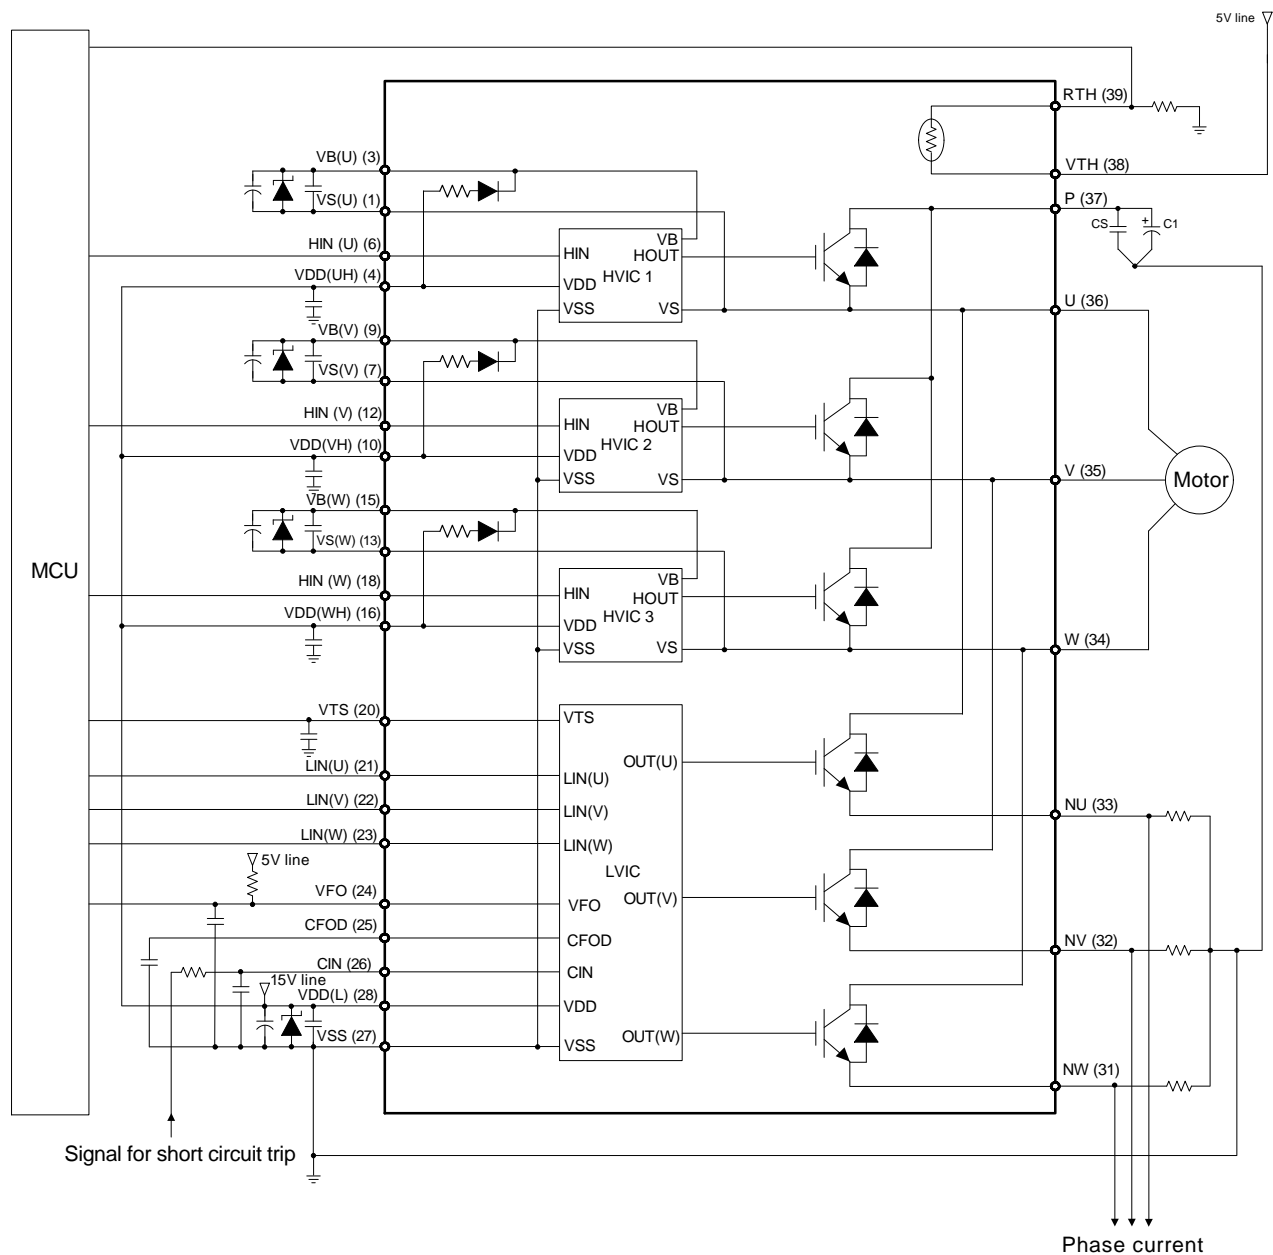 5V line
MCU
RTH (39)
VTH (38)
P (37)
CS
+
C1
VB(U) (3)
VS(U) (1)
HIN (U) (6)
VDD(UH) (4)
HIN
VDD
VSS
VB
HOUT
HVIC 1
VS
U (36)
VB(V) (9)
VS(V) (7)
HIN (V) (12)
VDD(VH) (10)
HIN
VDD
VSS
VB
HOUT
HVIC 2
VS
V (35)
Motor
VB(W) (15)
VS(W) (13)
HIN (W) (18)
VDD(WH) (16)
HIN
VDD
VSS
VB
HOUT
HVIC 3
VS
W (34)
VTS (20)
LIN(U) (21)
LIN(V) (22)
LIN(W) (23)
5V line
VFO (24)
CFOD (25)
CIN (26)
15V line
VDD(L) (28)
VSS (27)
VTS
LIN(U)
LIN(V)
LIN(W)
VFO
CFOD
CIN
VDD
VSS
LVIC
OUT(U)
OUT(V)
OUT(W)
NU (33)
NV (32)
NW (31)
Signal for short circuit trip
Phase current